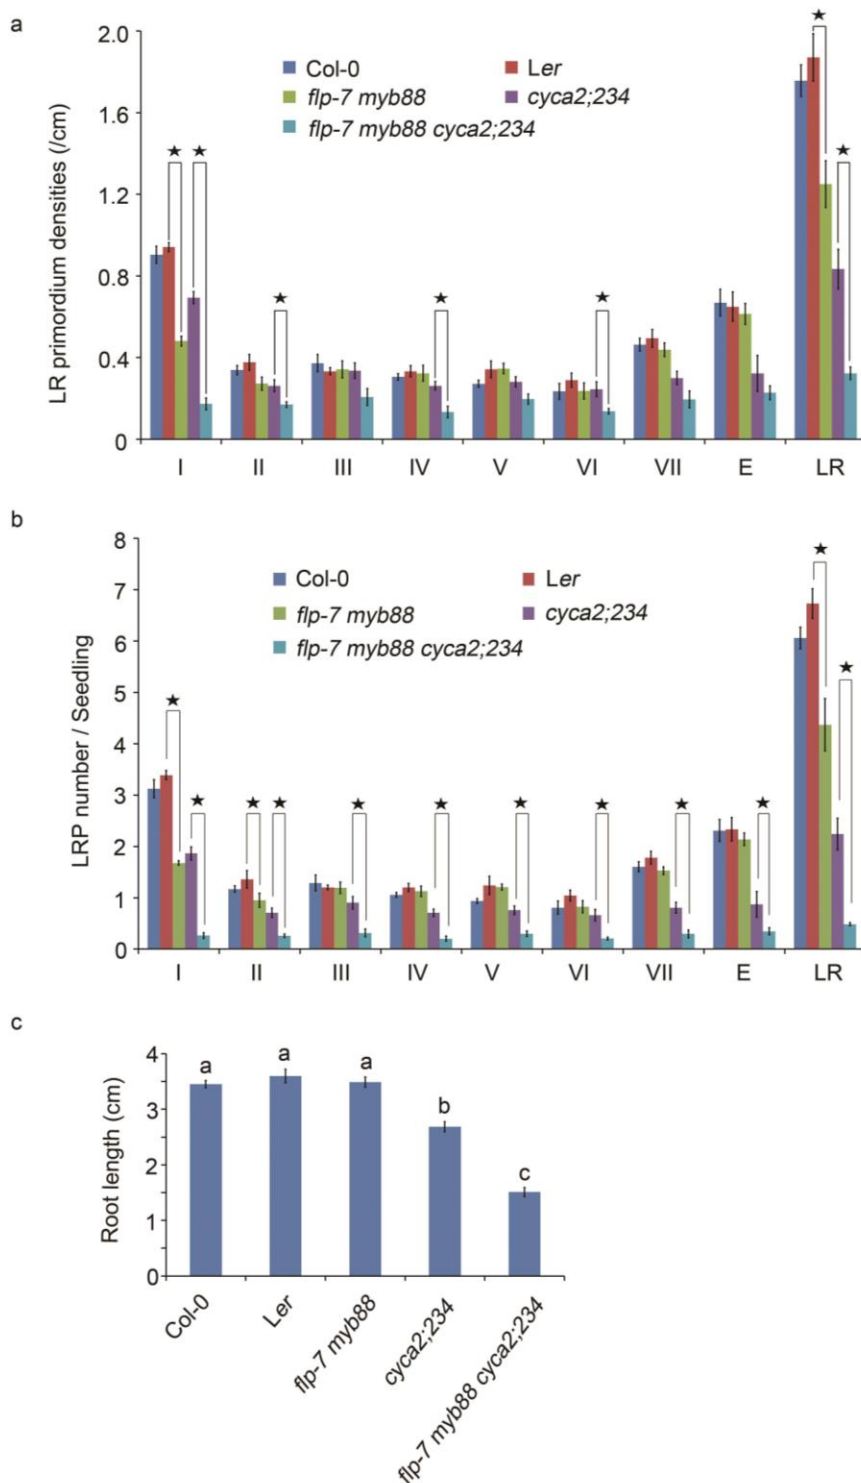 a
LR primordium densities (/cm)
2.0
1.6
1.2
0.8
0.4
0
Col-0
Ler
flp-7 myb88
cyca2;234
flp-7 myb88 cyca2;234
★
★ ★
★
★
★
★
I II III IV V VI VII E LR
b
LRP number / Seedling
8
7
6
5
4
3
2
1
0
Col-0
Ler
flp-7 myb88
cyca2;234
flp-7 myb88 cyca2;234
★
★
★
★
★ ★ ★ ★ ★ ★ ★ ★
I II III IV V VI VII E LR
c
Root length (cm)
4
3
2
1
0
a a a b c
Col-0
Ler
flp-7 myb88
cyca2;234
flp-7 myb88 cyca2;234